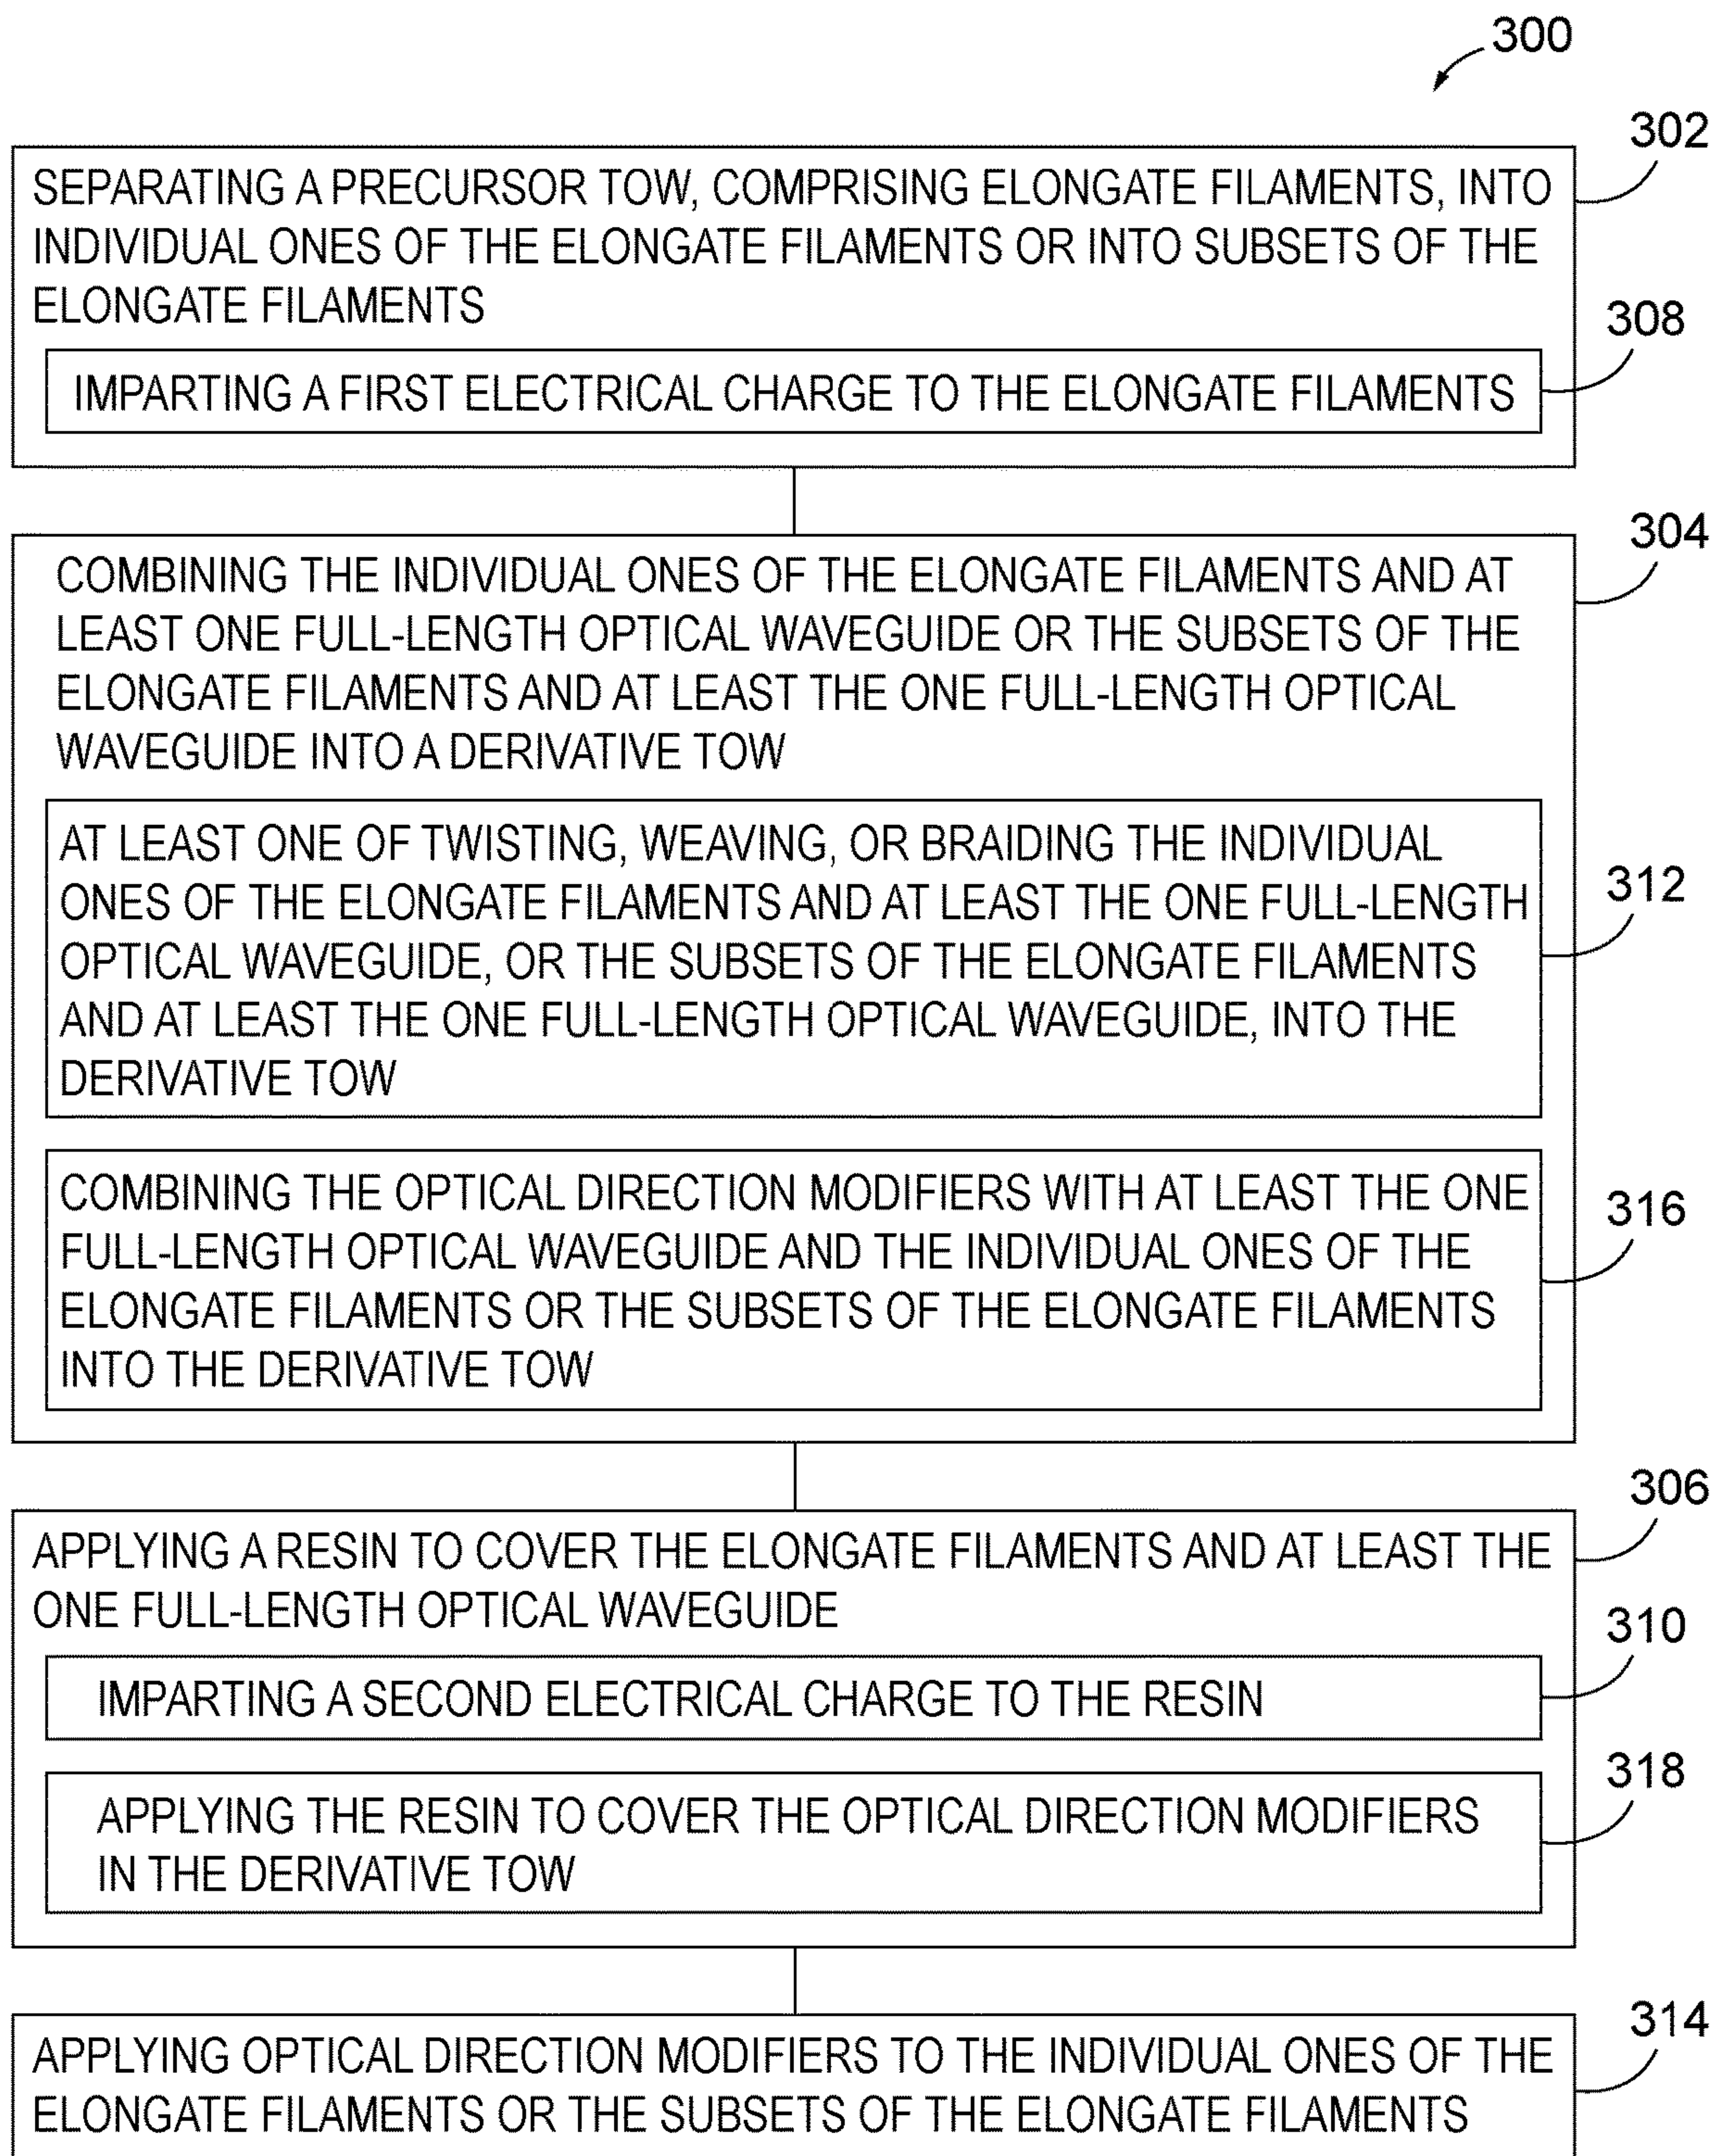 300
302
SEPARATING A PRECURSOR TOW, COMPRISING ELONGATE FILAMENTS, INTO
INDIVIDUAL ONES OF THE ELONGATE FILAMENTS OR INTO SUBSETS OF THE
ELONGATE FILAMENTS
308
IMPARTING A FIRST ELECTRICAL CHARGE TO THE ELONGATE FILAMENTS
304
COMBINING THE INDIVIDUAL ONES OF THE ELONGATE FILAMENTS AND AT
LEAST ONE FULL-LENGTH OPTICAL WAVEGUIDE OR THE SUBSETS OF THE
ELONGATE FILAMENTS AND AT LEAST THE ONE FULL-LENGTH OPTICAL
WAVEGUIDE INTO A DERIVATIVE TOW
AT LEAST ONE OF TWISTING, WEAVING, OR BRAIDING THE INDIVIDUAL
ONES OF THE ELONGATE FILAMENTS AND AT LEAST THE ONE FULL-LENGTH
OPTICAL WAVEGUIDE, OR THE SUBSETS OF THE ELONGATE FILAMENTS
AND AT LEAST THE ONE FULL-LENGTH OPTICAL WAVEGUIDE, INTO THE
DERIVATIVE TOW
312
COMBINING THE OPTICAL DIRECTION MODIFIERS WITH AT LEAST THE ONE
FULL-LENGTH OPTICAL WAVEGUIDE AND THE INDIVIDUAL ONES OF THE
ELONGATE FILAMENTS OR THE SUBSETS OF THE ELONGATE FILAMENTS
INTO THE DERIVATIVE TOW
316
306
APPLYING A RESIN TO COVER THE ELONGATE FILAMENTS AND AT LEAST THE
ONE FULL-LENGTH OPTICAL WAVEGUIDE
310
IMPARTING A SECOND ELECTRICAL CHARGE TO THE RESIN
318
APPLYING THE RESIN TO COVER THE OPTICAL DIRECTION MODIFIERS
IN THE DERIVATIVE TOW
314
APPLYING OPTICAL DIRECTION MODIFIERS TO THE INDIVIDUAL ONES OF THE
ELONGATE FILAMENTS OR THE SUBSETS OF THE ELONGATE FILAMENTS